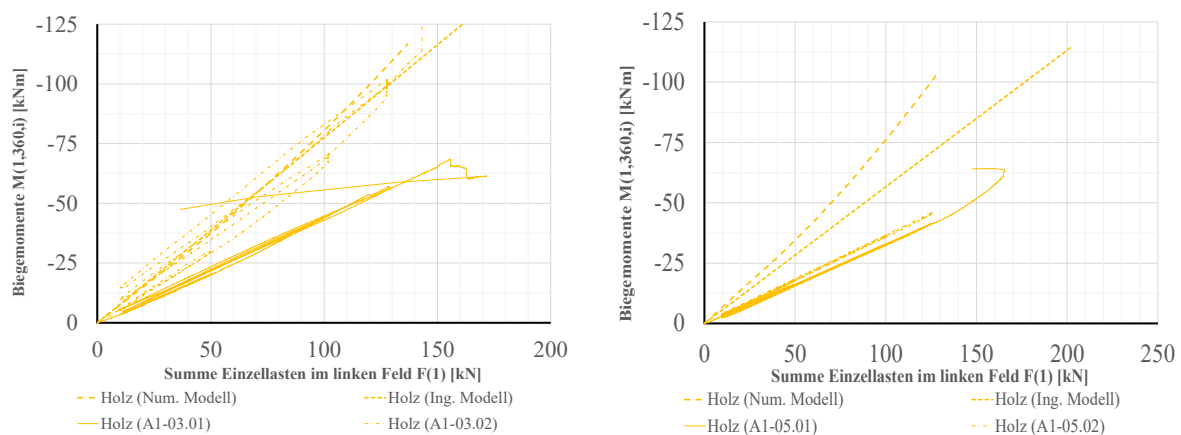 Biegemomente M(1,360,i) [kNm]
-125
-100
-75
-50
-25
0
0 50 100 150 200
Summe Einzellasten im linken Feld F(1) [kN]
Holz (Num. Modell) Holz (Ing. Modell)
Holz (A1-03.01) Holz (A1-03.02)
Biegemomente M(1,360,i) [kNm]
-125
-100
-75
-50
-25
0
0 50 100 150 200 250
Summe Einzellasten im linken Feld F(1) [kN]
Holz (Num. Modell) Holz (Ing. Modell)
Holz (A1-05.01) Holz (A1-05.02)